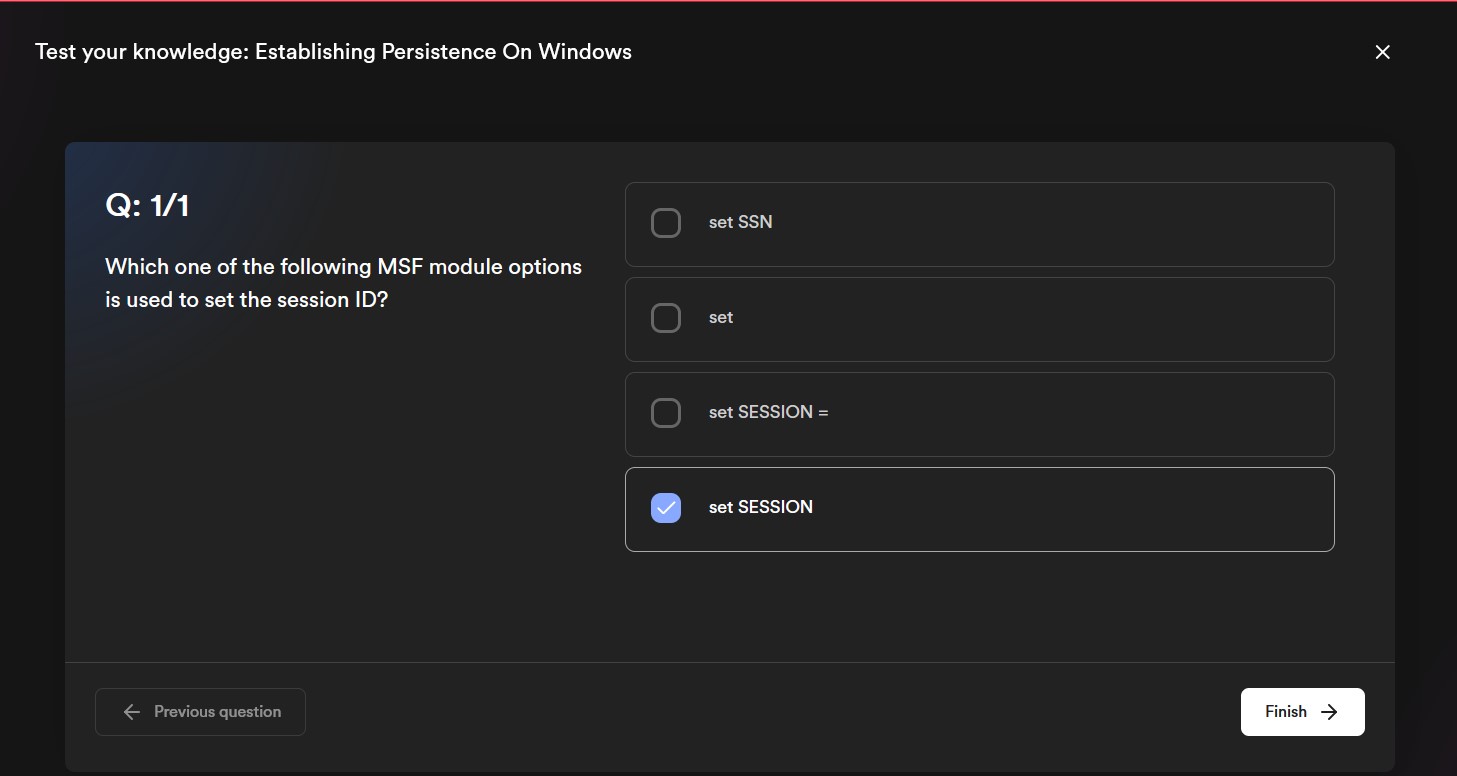 Test your knowledge: Establishing Persistence On Windows
Q: 1/1
Which one of the following MSF module options
is used to set the session ID?
set SSN
set
set SESSION =
set SESSION
Previous question
Finish